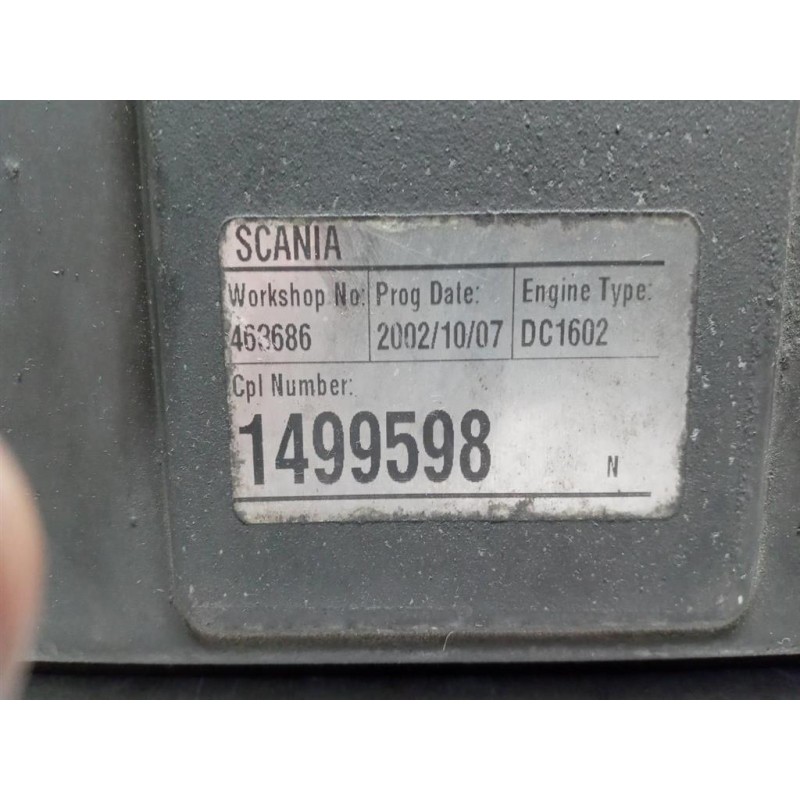 SCANIA
Workshop No: Prog Date: Engine Type:
463686 2002/10/07 DC1602
Cpl Number:
1499598 N